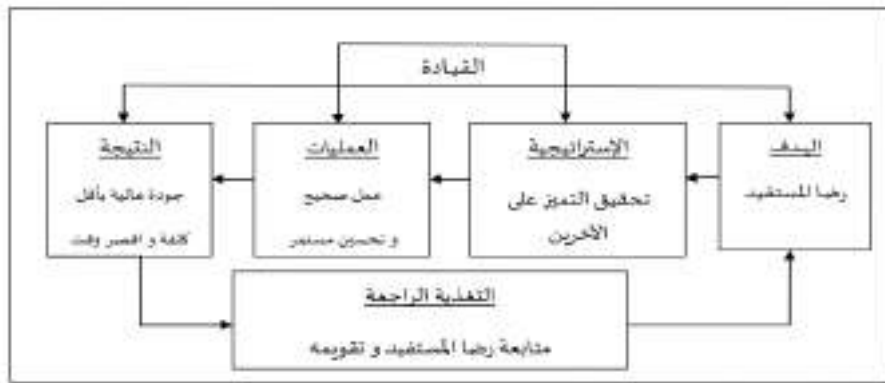 القيادة
الهدف
رضا المستفيد
الإستراتيجية
تحقيق التميز على
الآخرين
العمليات
عمل صحيح
و تحسين مستمر
النتيجة
جودة عالية بأقل
كلفة و اقصر وقت
التغذية الراجعة
متابعة رضا المستفيد و تقويمه